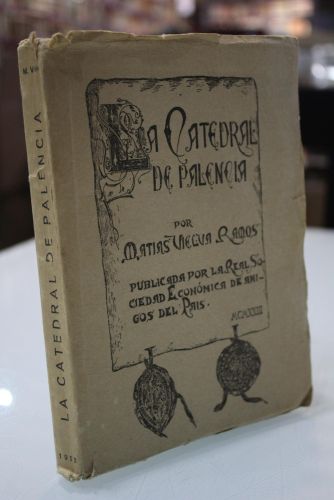 LA CATEDRAL
DE PALENCIA
POR
MATIAS VIELVA RAMOS
PUBLICADA POR LA REAL SO-
CIEDAD ECONÓMICA DE AMI-
GOS DEL PAIS.
LA CATEDRAL DE PALENCIA